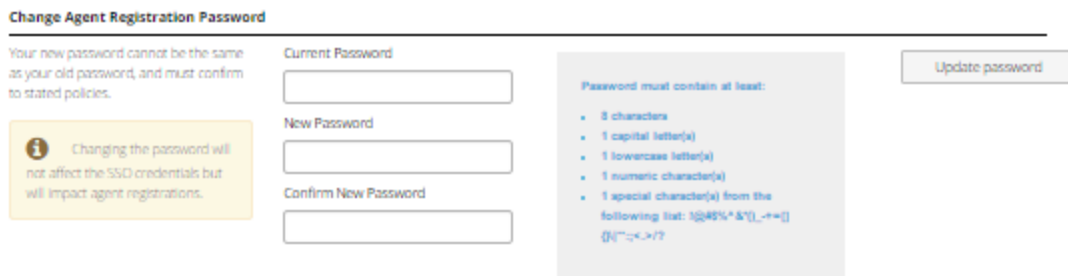 Change Agent Registration Password
Your new password cannot be the same
as your old password, and must confirm
to stated policies.
Changing the password will
not affect the SSO credentials but
will impact agent registrations.
Current Password
New Password
Confirm New Password
Password must contain at least:
8 characters
1 capital letter(s)
1 lowercase letter(s)
1 numeric character(s)
1 special character(s) from the
following list:
Update password